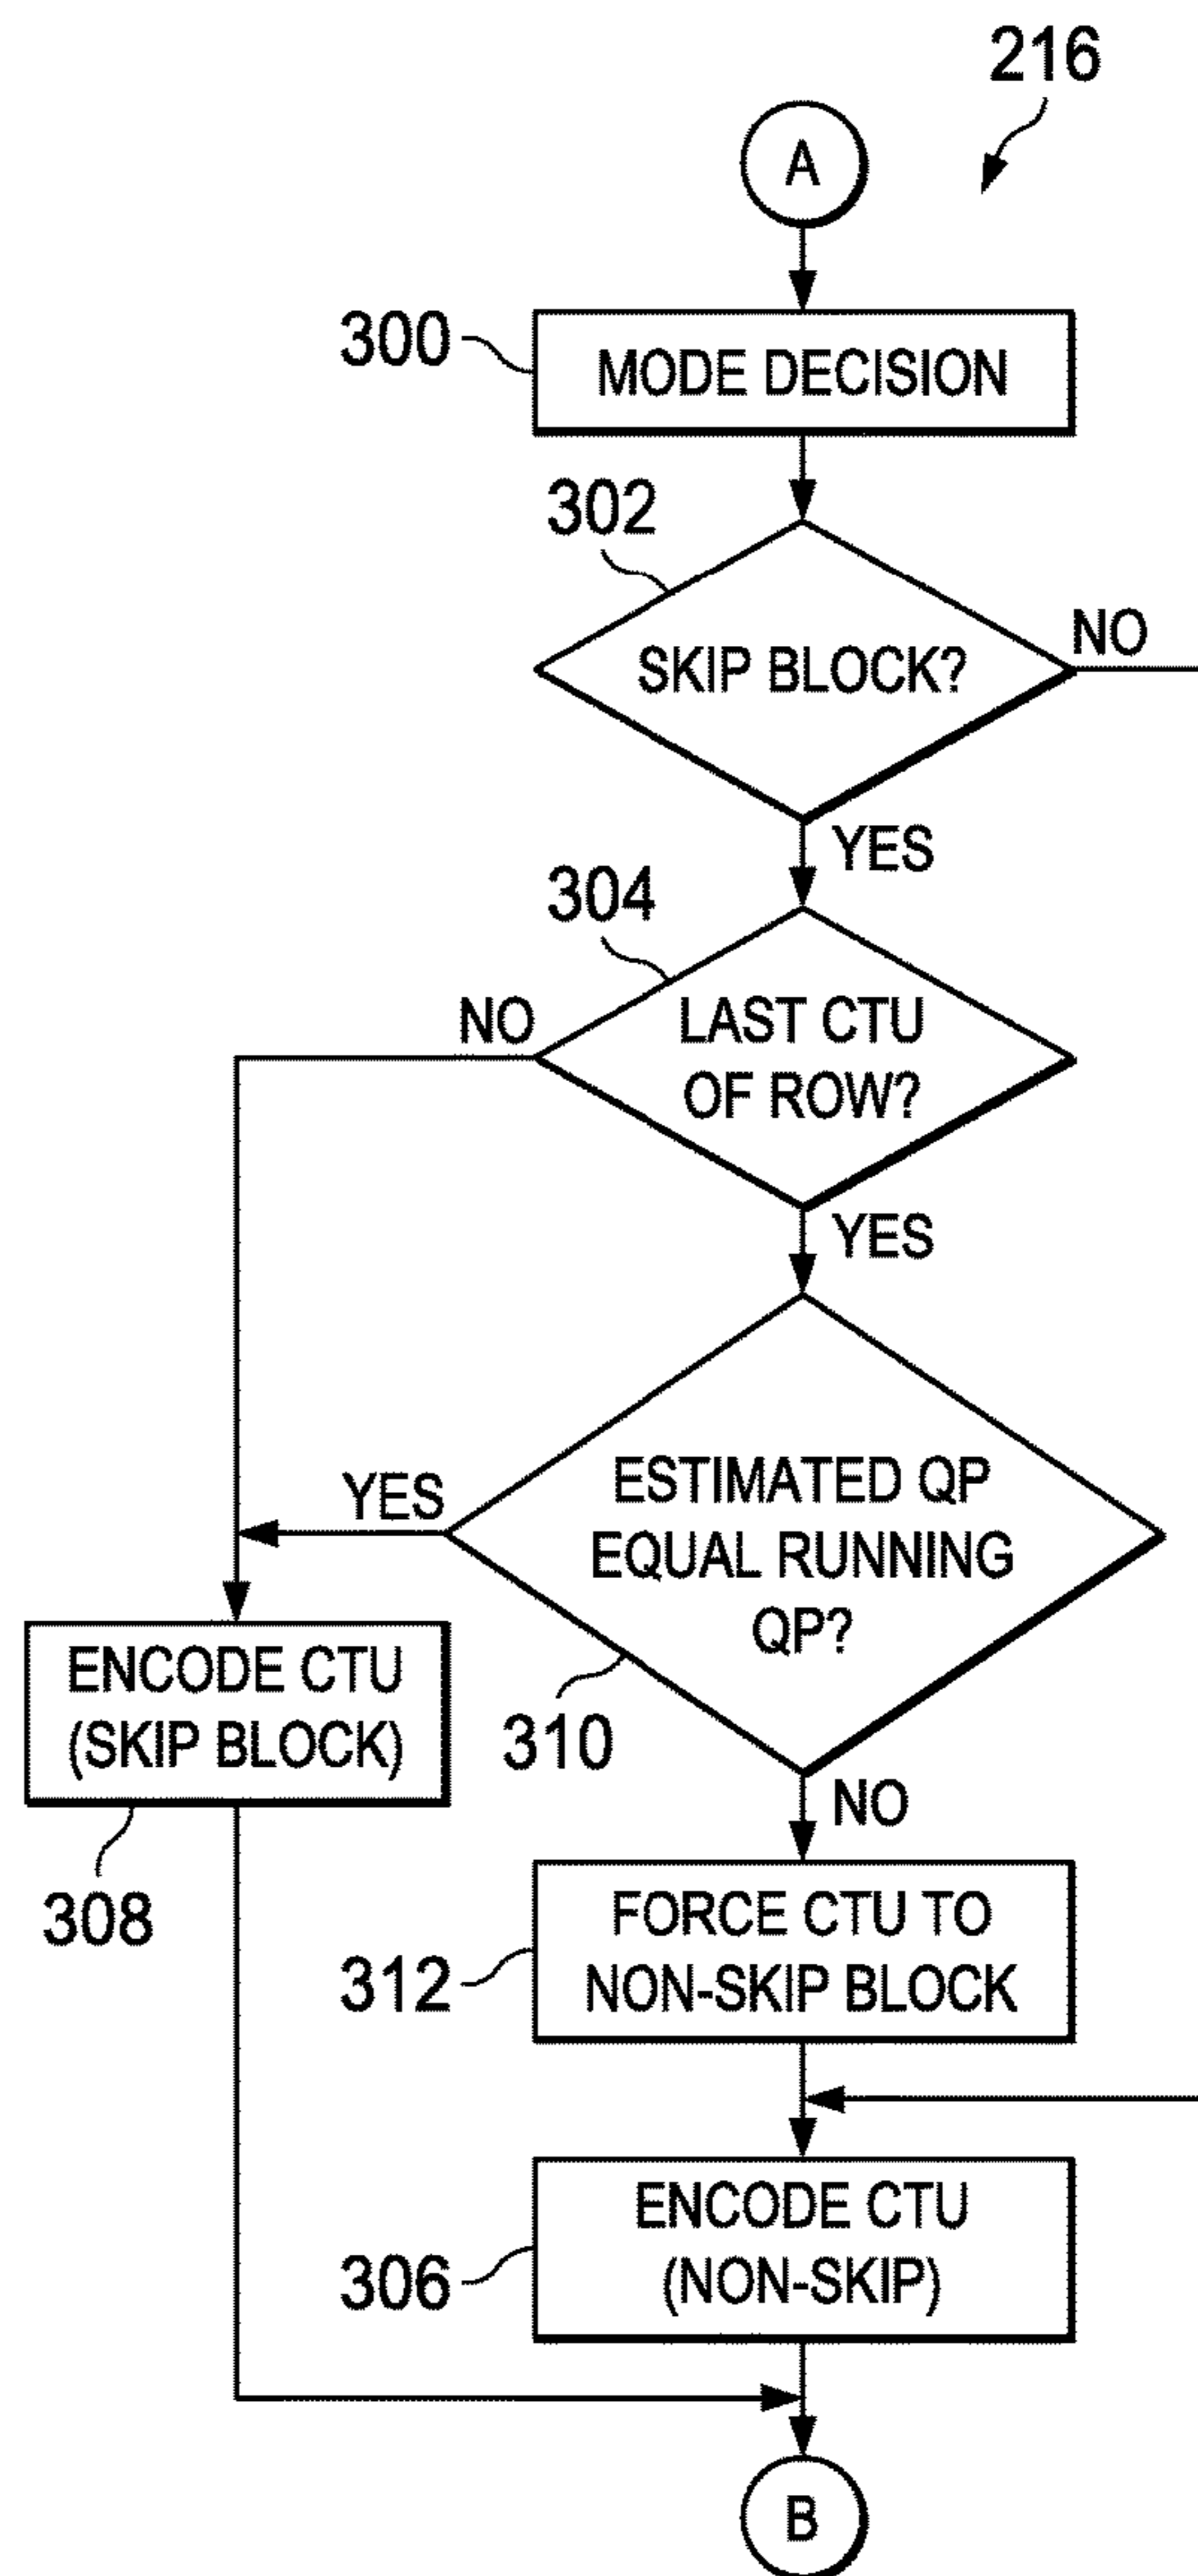 216
A
300
MODE DECISION
302
SKIP BLOCK?
NO
YES
304
NO
LAST CTU
OF ROW?
YES
YES
ESTIMATED QP
EQUAL RUNNING
QP?
310
ENCODE CTU
(SKIP BLOCK)
308
NO
312
FORCE CTU TO
NON-SKIP BLOCK
306
ENCODE CTU
(NON-SKIP)
B